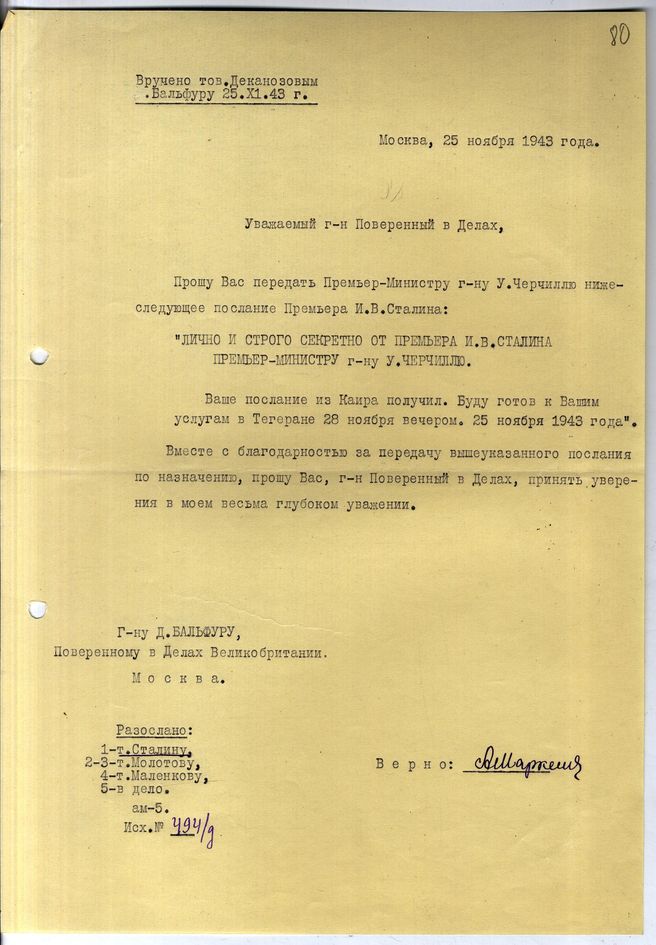 80
Вручено тов.Деканозовым
.Бальфуру 25.X1.43 г.
Москва, 25 ноября 1943 года.
Уважаемый г-н Поверенный в Делах,
Прошу Вас передать Премьер-Министру г-ну У.Черчиллю ниже-
следующее послание Премьера И.В.Сталина:
"ЛИЧНО И СТРОГО СЕКРЕТНО ОТ ПРЕМЬЕРА И.В.СТАЛИНА
ПРЕМЬЕР-МИНИСТРУ г-ну У.ЧЕРЧИЛЛЮ.
Ваше послание из Каира получил. Буду готов к Вашим
услугам в Тегеране 28 ноября вечером. 25 ноября 1943 года".
Вместе с благодарностью за передачу вышеуказанного послания
по назначению, прошу Вас, г-н Поверенный в Делах, принять увере-
ния в моем весьма глубоком уважении.
Г-ну Д.БАЛЬФУРУ,
Поверенному в Делах Великобритании.
М о с к в а.
Разослано:
1-т.Сталину,
2-3-т.Молотову,
4-т.Маленкову,
5-в дело.
ам-5.
Исх.№ 494/д
В е р н о :